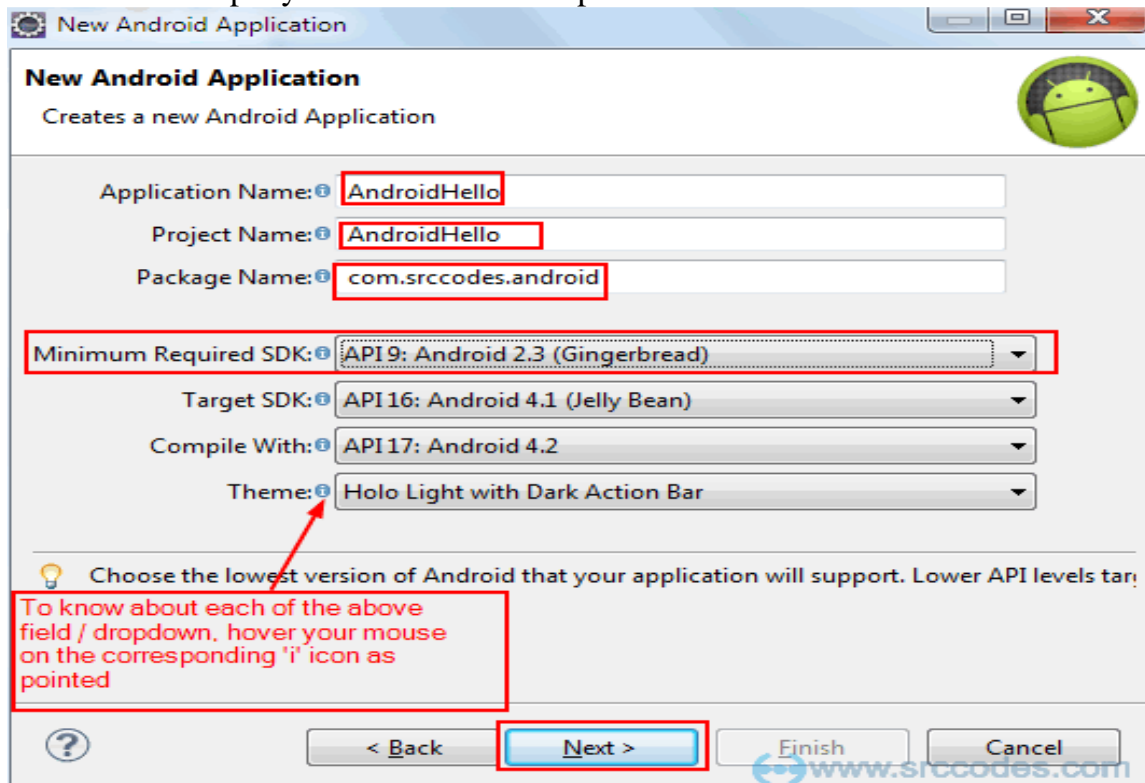 New Android Application
New Android Application
Creates a new Android Application
Application Name: AndroidHello
Project Name: AndroidHello
Package Name: com.srccodes.android
Minimum Required SDK: API 9: Android 2.3 (Gingerbread)
Target SDK: API 16: Android 4.1 (Jelly Bean)
Compile With: API 17: Android 4.2
Theme: Holo Light with Dark Action Bar
Choose the lowest version of Android that your application will support. Lower API levels
To know about each of the above
field / dropdown, hover your mouse
on the corresponding 'i' icon as
pointed
? < Back Next > Finish Cancel
www.srccodes.com